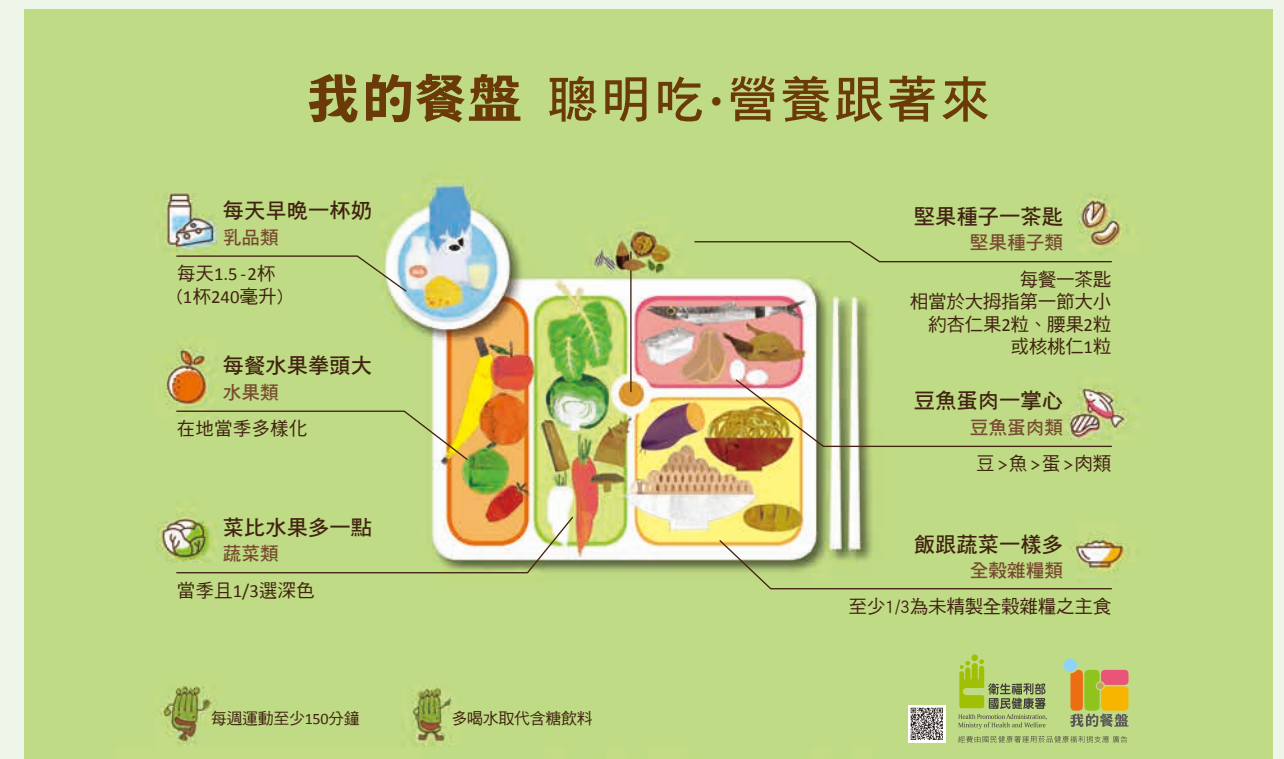 我的餐盤 聰明吃·營養跟著來
每天早晚一杯奶
乳品類
每天1.5-2杯
(1杯240毫升)
每餐水果拳頭大
水果類
在地當季多樣化
菜比水果多一點
蔬菜類
當季且1/3選深色
堅果種子一茶匙
堅果種子類
每餐一茶匙
相當於大拇指第一節大小
約杏仁果2粒、腰果2粒
或核桃仁1粒
豆魚蛋肉一掌心
豆魚蛋肉類
豆>魚>蛋>肉類
飯跟蔬菜一樣多
全榖雜糧類
至少1/3為未精製全榖雜糧之主食
每週運動至少150分鐘
多喝水取代含糖飲料
衛生福利部
國民健康署
Health Promotion Administration,
Ministry of Health and Welfare
我的餐盤
經費由國民健康署運用菸品健康福利捐支應 廣告